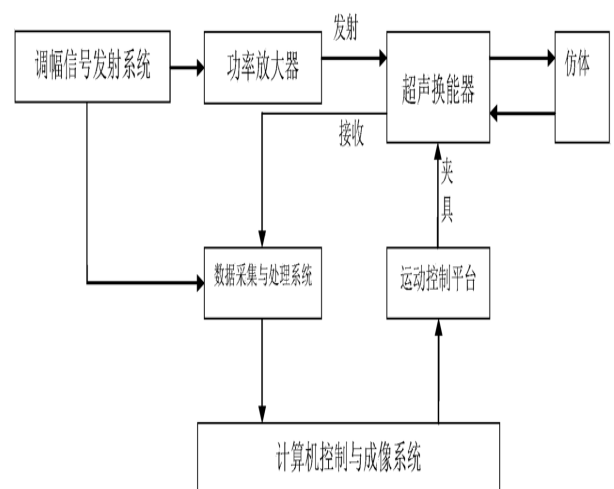 发射
调幅信号发射系统
功率放大器
超声换能器
仿体
接收
夹
具
数据采集与处理系统
运动控制平台
计算机控制与成像系统